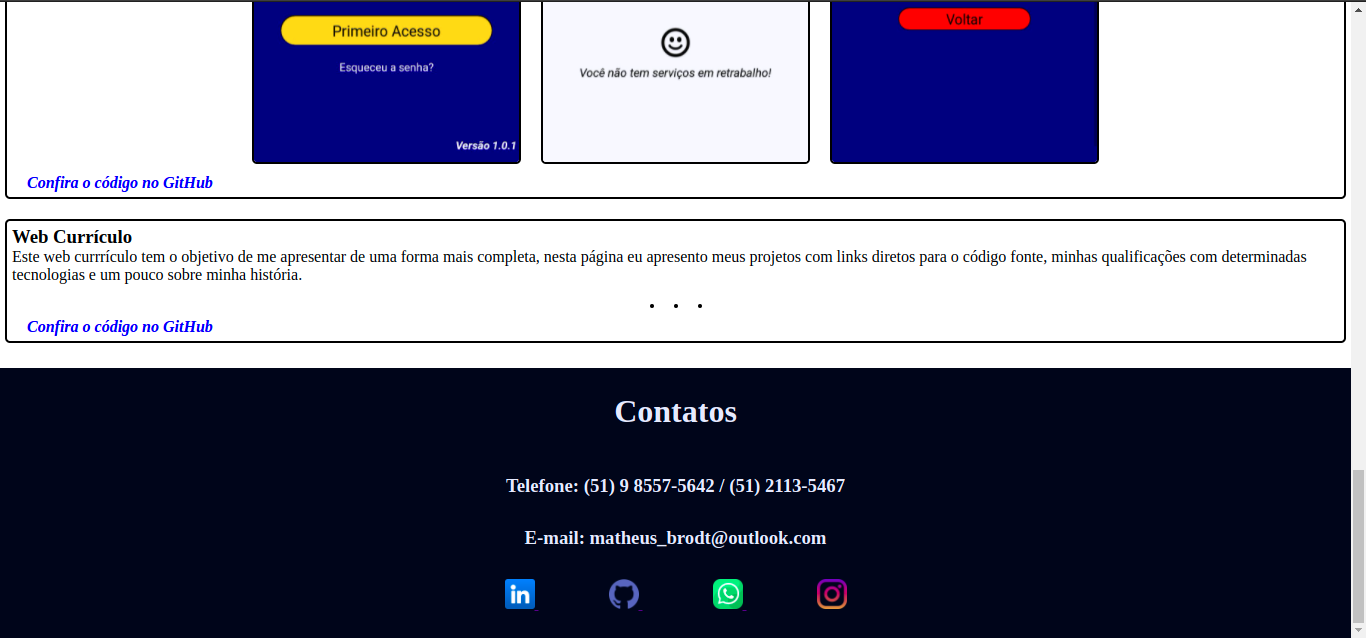 Primeiro Acesso
Esqueceu a senha?
Versão 1.0.1
Você não tem serviços em retrabalho!
Voltar
Confira o código no GitHub
Web Currículo
Este web currrículo tem o objetivo de me apresentar de uma forma mais completa, nesta página eu apresento meus projetos com links diretos para o código fonte, minhas qualificações com determinadas
tecnologias e um pouco sobre minha história.
Confira o código no GitHub
Contatos
Telefone: (51) 9 8557-5642 / (51) 2113-5467
E-mail: matheus_brodt@outlook.com
in